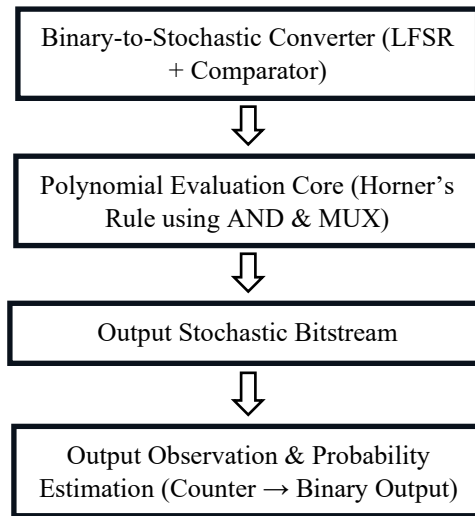 Binary-to-Stochastic Converter (LFSR
+ Comparator)
Polynomial Evaluation Core (Horner’s
Rule using AND & MUX)
Output Stochastic Bitstream
Output Observation & Probability
Estimation (Counter → Binary Output)